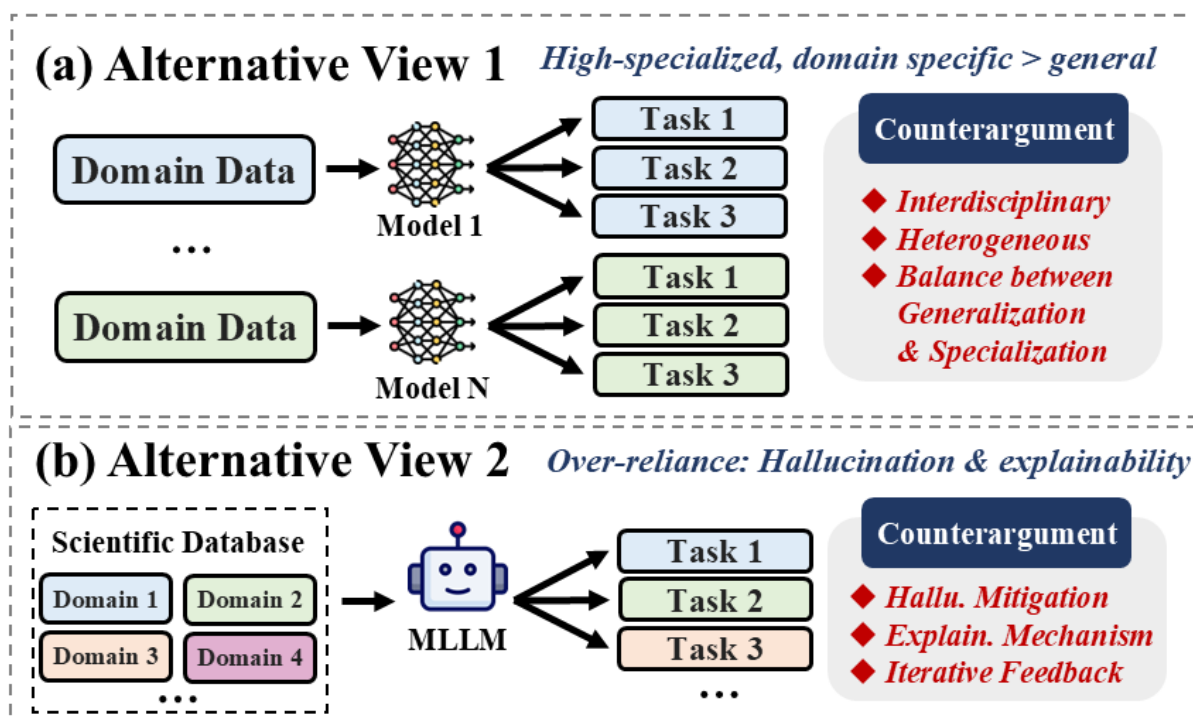 (a) Alternative View 1
High-specialized, domain specific > general
Domain Data
...
Domain Data
Model 1
Model N
Task 1
Task 2
Task 3
Task 1
Task 2
Task 3
Counterargument
◆ Interdisciplinary
◆ Heterogeneous
◆ Balance between
Generalization
& Specialization
(b) Alternative View 2
Over-reliance: Hallucination & explainability
Scientific Database
Domain 1
Domain 2
Domain 3
Domain 4
...
MLLM
Task 1
Task 2
Task 3
...
Counterargument
◆ Hallu. Mitigation
◆ Explain. Mechanism
◆ Iterative Feedback